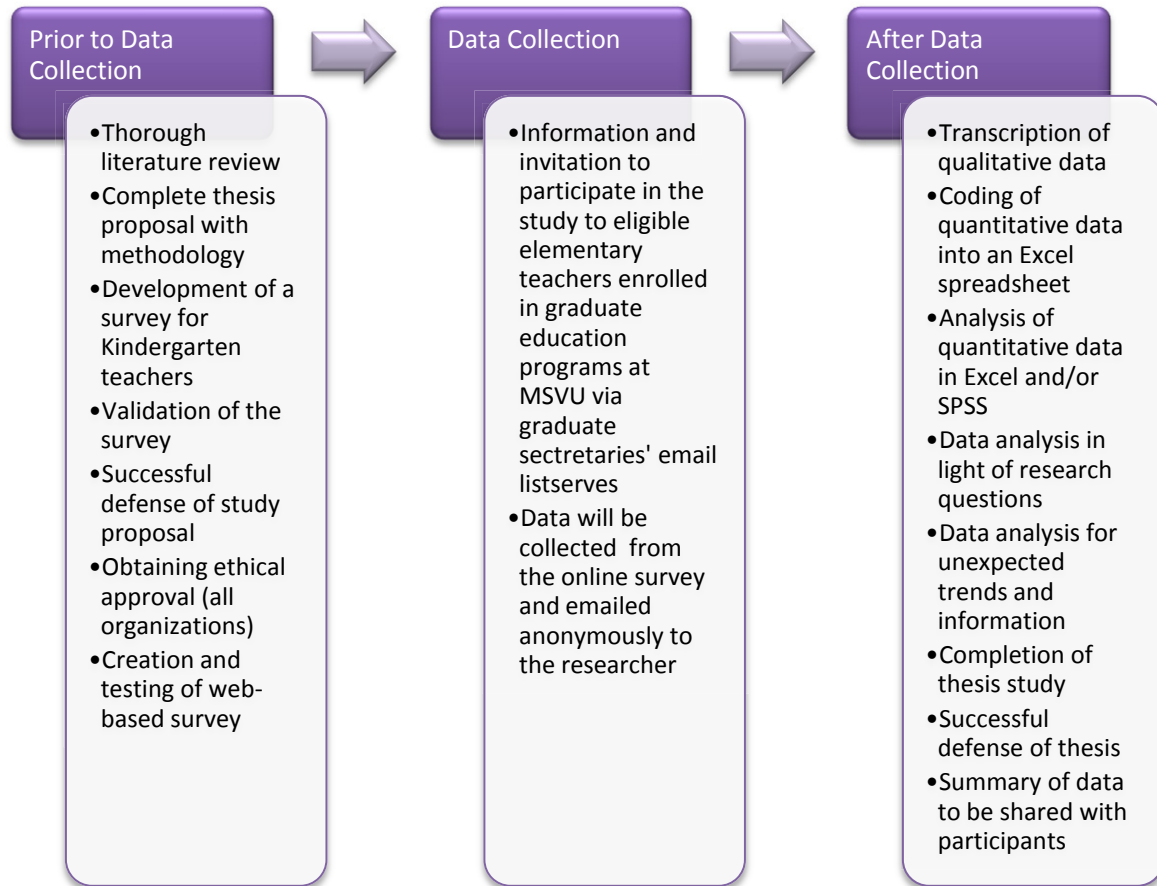 Prior to Data
Collection
•Thorough
literature review
•Complete thesis
proposal with
methodology
•Development of a
survey for
Kindergarten
teachers
•Validation of the
survey
•Successful
defense of study
proposal
•Obtaining ethical
approval (all
organizations)
•Creation and
testing of web-
based survey
Data Collection
•Information and
invitation to
participate in the
study to eligible
elementary
teachers enrolled
in graduate
education
programs at
MSVU via
graduate
sectretaries' email
listserves
•Data will be
collected from
the online survey
and emailed
anonymously to
the researcher
After Data
Collection
•Transcription of
qualitative data
•Coding of
quantitative data
into an Excel
spreadsheet
•Analysis of
quantitative data
in Excel and/or
SPSS
•Data analysis in
light of research
questions
•Data analysis for
unexpected
trends and
information
•Completion of
thesis study
•Successful
defense of thesis
•Summary of data
to be shared with
participants